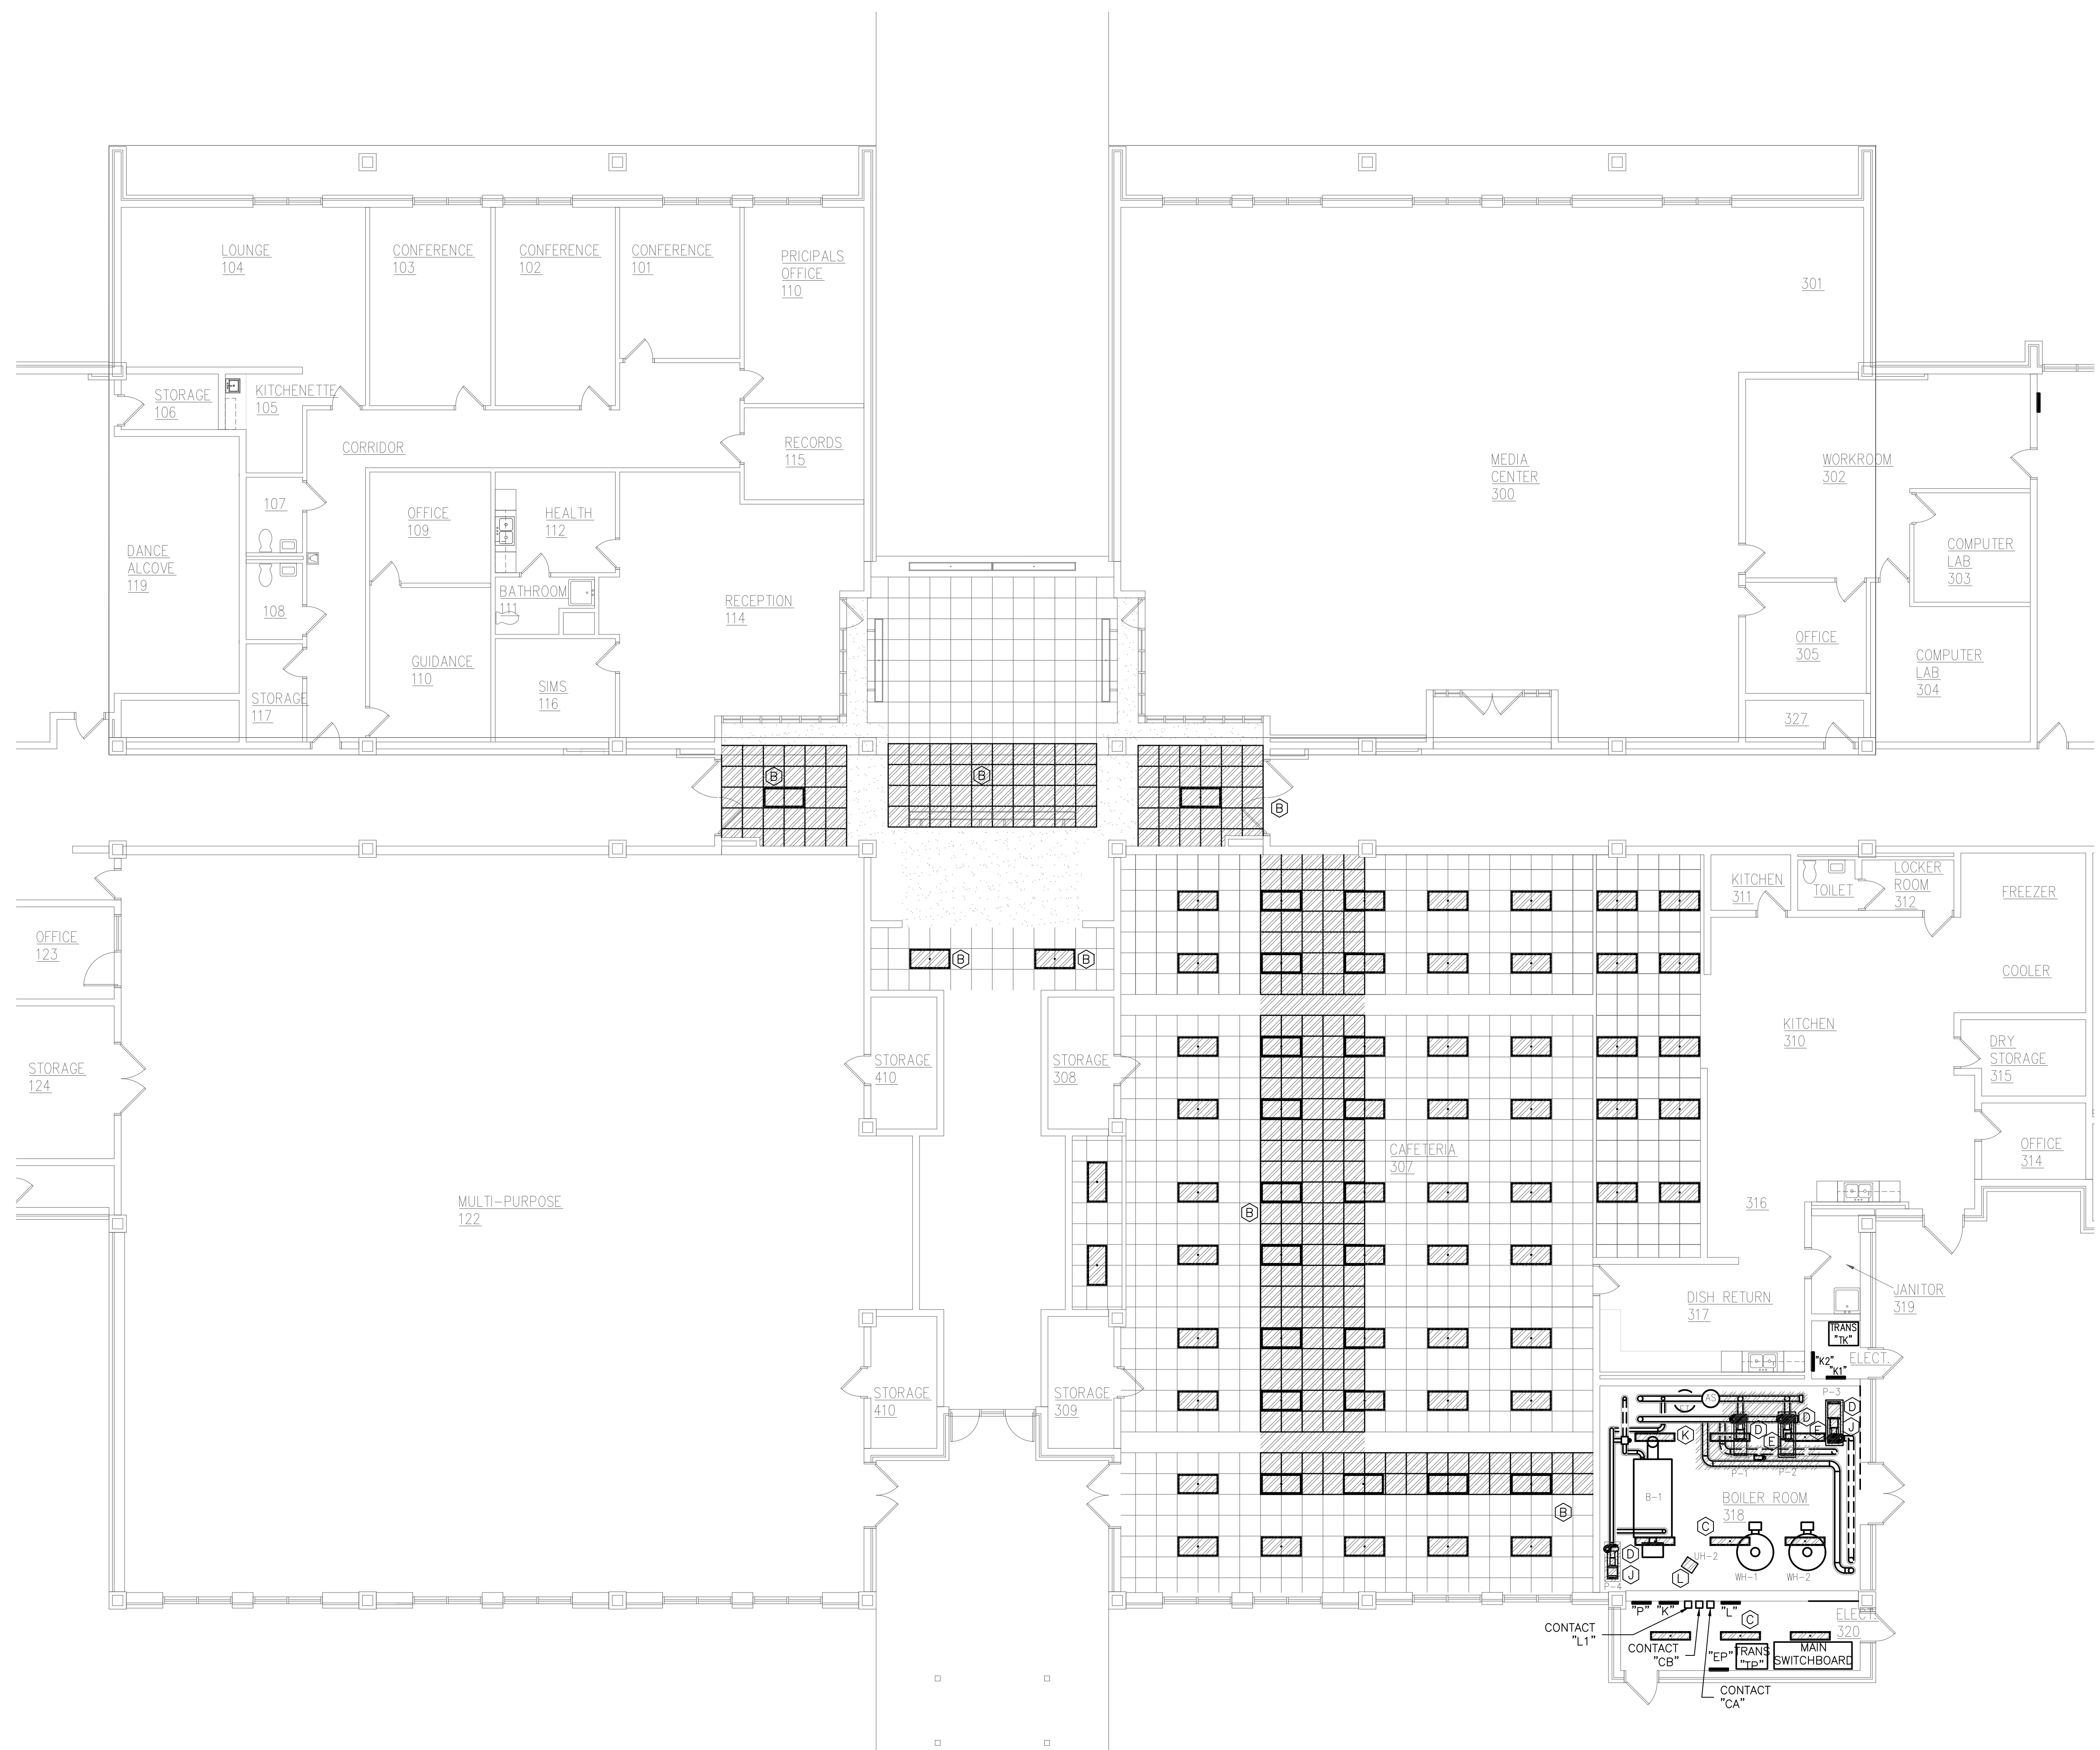 LOUNGE
104
CONFERENCE
103
CONFERENCE
102
CONFERENCE
101
PRICIPALS
OFFICE
110
301
STORAGE
106
KITCHENETTE
105
CORRIDOR
RECORDS
115
MEDIA
CENTER
300
WORKROOM
302
107
OFFICE
109
HEALTH
112
DANCE
ALCOVE
119
COMPUTER
LAB
303
108
BATHROOM
111
RECEPTION
114
OFFICE
305
COMPUTER
LAB
304
GUIDANCE
110
SIMS
116
STORAGE
117
327
B
B
B
KITCHEN
311
TOILET
LOCKER
ROOM
312
FREEZER
OFFICE
123
B
B
COOLER
KITCHEN
310
STORAGE
124
STORAGE
410
STORAGE
308
DRY
STORAGE
315
CAFETERIA
307
OFFICE
314
MULTI-PURPOSE
122
B
316
DISH RETURN
317
JANITOR
319
TRANS
"TK"
"K2"
"K1"
ELECT.
STORAGE
410
STORAGE
309
AS
ET
P-3
D
D
D
E
E
J
K
P-1
P-2
B-1
BOILER ROOM
318
B
C
D
J
P-4
UH-2
L
WH-1
WH-2
"P"
"K"
"L"
C
ELECT.
320
CONTACT
"L1"
CONTACT
"CB"
"EP"
TRANS
"TP"
MAIN
SWITCHBOARD
CONTACT
"CA"